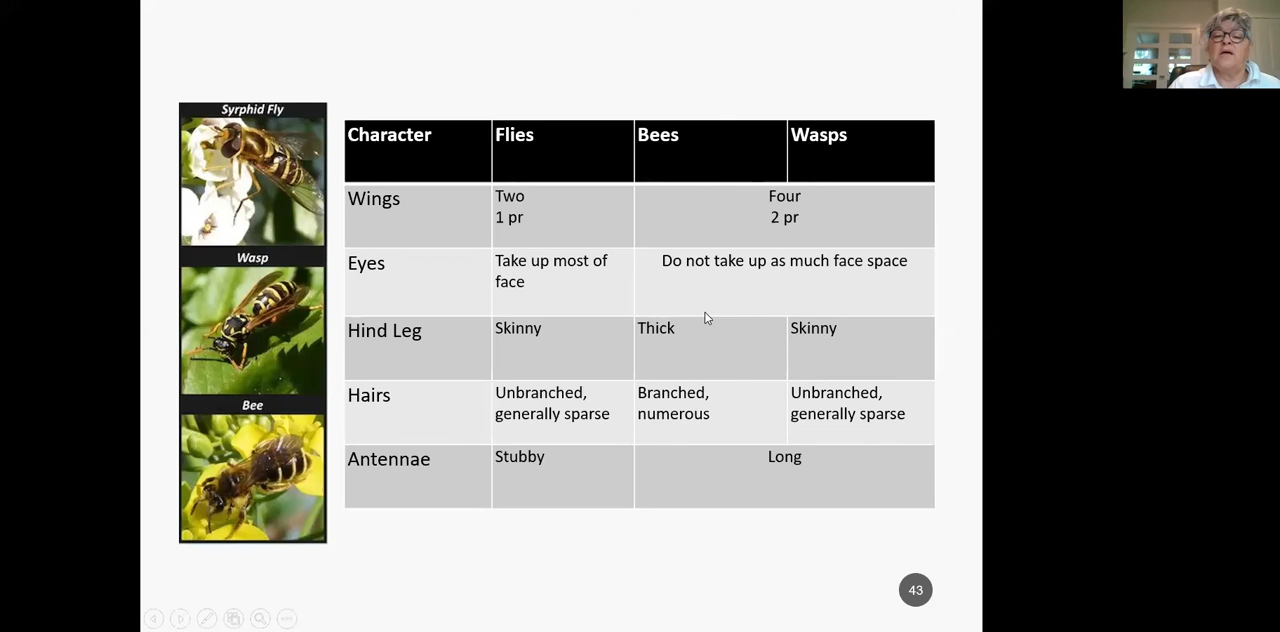 Syrphid Fly
Wasp
Bee
Character Flies Bees Wasps
Wings Two Four
1 pr 2 pr
Eyes Take up most of Do not take up as much face space
face
Hind Leg Skinny Thick Skinny
Hairs Unbranched, Branched, Unbranched,
generally sparse numerous generally sparse
Antennae Stubby Long
43